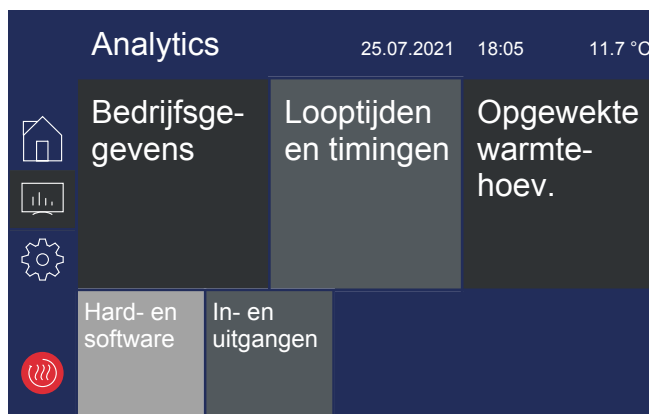 Analytics 25.07.2021 18:05 11.7 °C
Bedrijfsge-
gevens
Looptijden
en timingen
Opgewekte
warmte-
hoev.
Hard- en
software
In- en
uitgangen